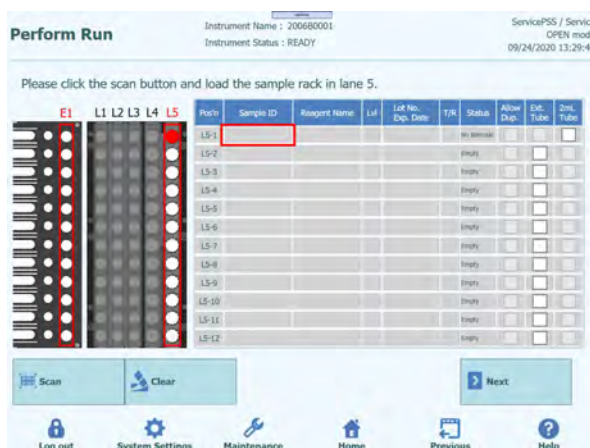 Perform Run
Instrument Name : 200680001
Instrument Status : READY
ServicePSS / Servic
OPEN mod
09/24/2020 13:29:4
Please click the scan button and load the sample rack in lane 5.
E1 L1 L2 L3 L4 L5
Pos'n Sample ID Reagent Name Lvl Lot No. Exp. Date T/R Status Allow Dup. Ext. Tube 2mL Tube
L5-1 No Barcode
L5-2 Empty
L5-3 Empty
L5-4 Empty
L5-5 Empty
L5-6 Empty
L5-7 Empty
L5-8 Empty
L5-9 Empty
L5-10 Empty
L5-11 Empty
L5-12 Empty
Scan Clear Next
Log out System Settings Maintenance Home Previous Help